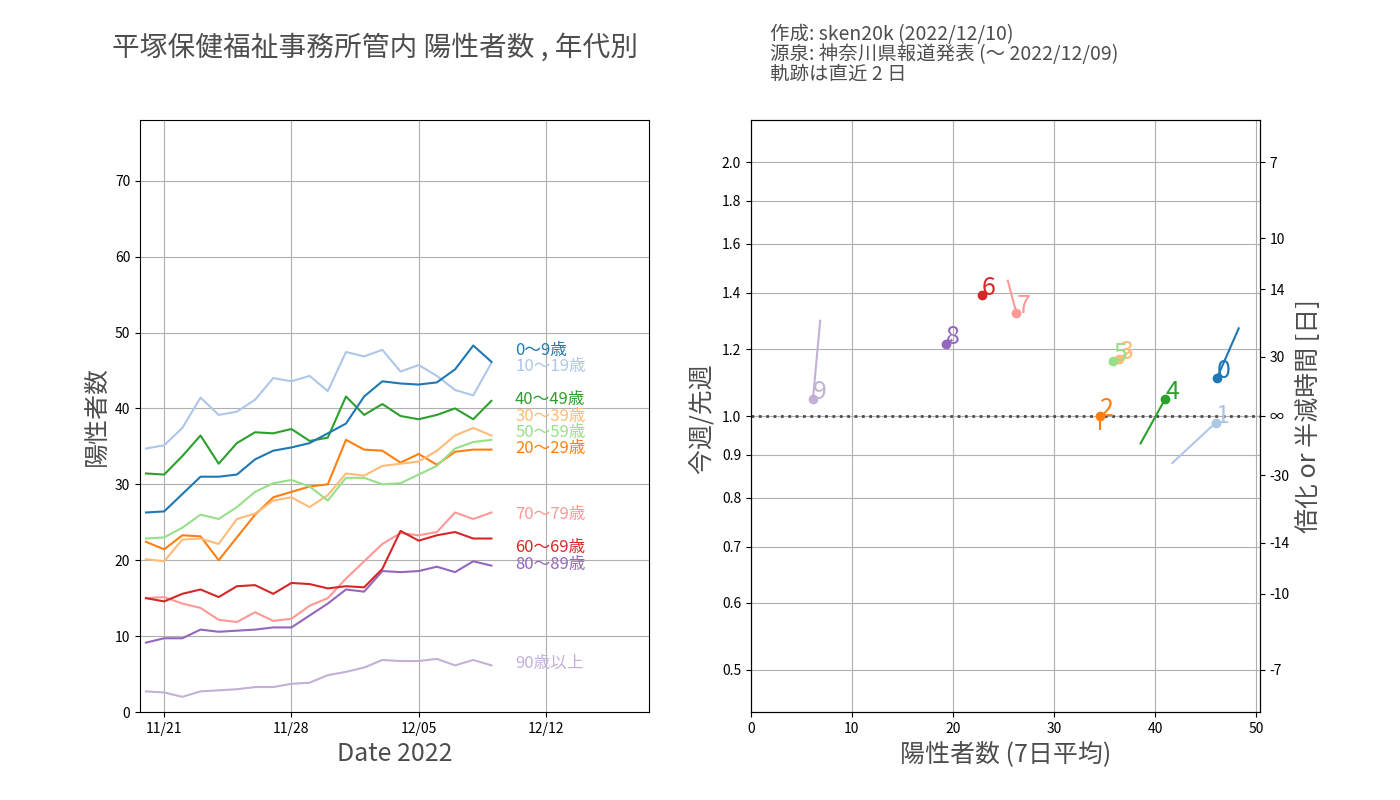 平塚保健福祉事務所管内 陽性者数 , 年代別
作成: sken20k (2022/12/10)
源泉: 神奈川県報道発表 (〜 2022/12/09)
軌跡は直近 2 日
陽性者数
70
60
50
40
30
20
10
0
0〜9歳
10〜19歳
40〜49歳
30〜39歳
50〜59歳
20〜29歳
70〜79歳
60〜69歳
80〜89歳
90歳以上
11/21
11/28
12/05
12/12
Date 2022
今週/先週
2.0
1.8
1.6
1.4
1.2
1.0
0.9
0.8
0.7
0.6
0.5
6
7
8
5
3
0
9
4
2
1
7
10
14
30
∞
-30
-14
-10
-7
倍化 or 半減時間 [日]
0
10
20
30
40
50
陽性者数 (7日平均)